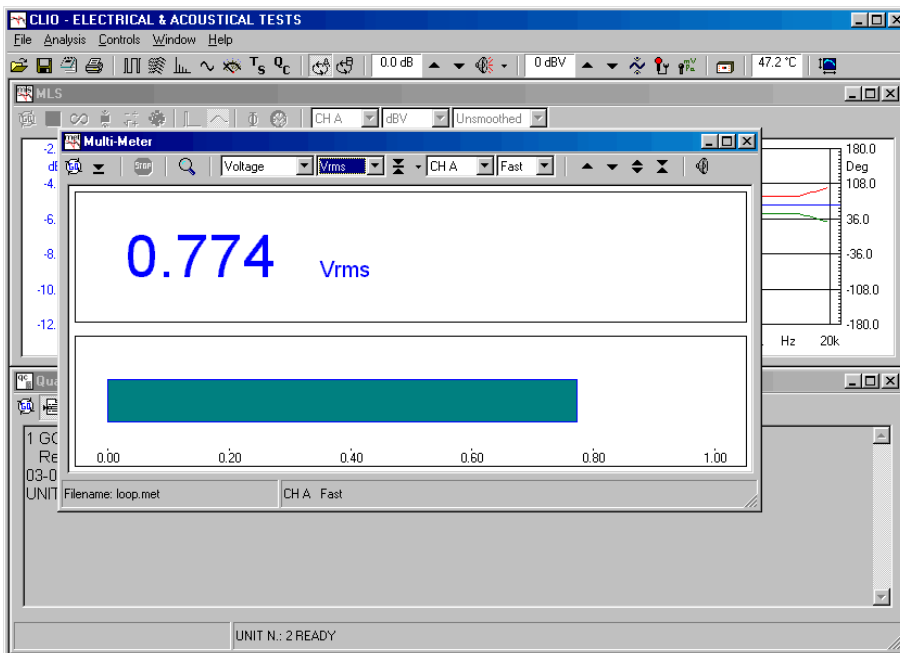 CLIO - ELECTRICAL & ACOUSTICAL TESTS
File Analysis Controls Window Help
0.0 dB 0 dBV 47.2 °C
MLS
CH A dBV Unsmoothed
Multi-Meter
Voltage Vrms CH A Fast
0.774 Vrms
0.00 0.20 0.40 0.60 0.80 1.00
Filename: loop.met CH A Fast
-2.
-4.
-6.
-8.
-10.
-12.
180.0
Deg
108.0
36.0
-36.0
-108.0
-180.0
Hz 20k
Qua
1 GO
Re
03-0
UNIT
UNIT N.: 2 READY